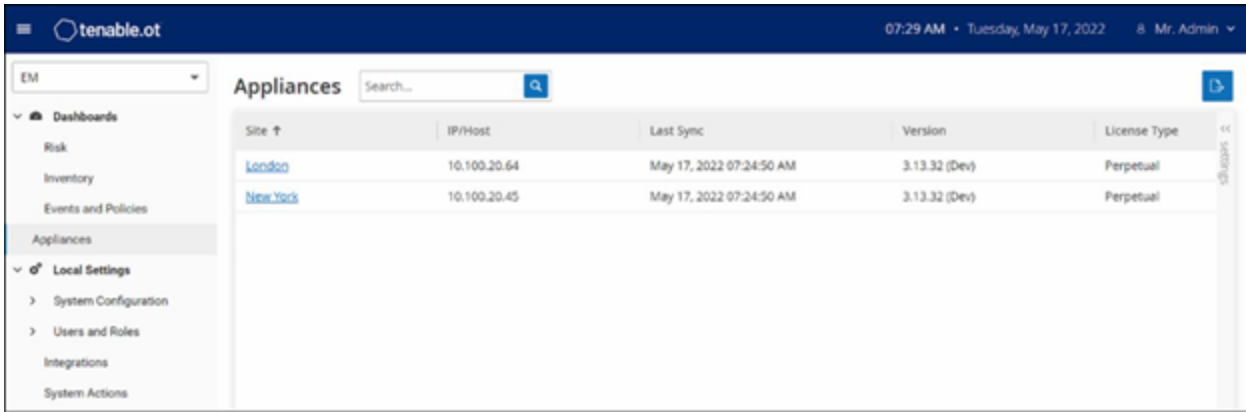 tenable.ot 07:29 AM • Tuesday, May 17, 2022 Mr. Admin
EM
Appliances Search...
Dashboards
Site ↑ IP/Host Last Sync Version License Type
settings
Risk
London 10.100.20.64 May 17, 2022 07:24:50 AM 3.13.32 (Dev) Perpetual
Inventory
New York 10.100.20.45 May 17, 2022 07:24:50 AM 3.13.32 (Dev) Perpetual
Events and Policies
Appliances
Local Settings
System Configuration
Users and Roles
Integrations
System Actions